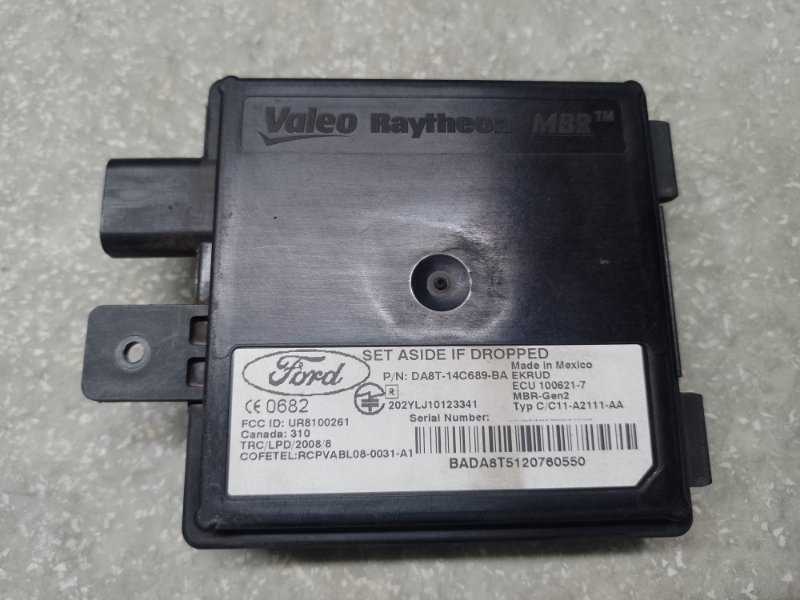 Valeo Raytheon MBR™
Ford
SET ASIDE IF DROPPED
P/N: DA8T-14C689-BA
Made in Mexico
EKRUD
ECU 100621-7
MBR-Gen2
Typ C/C11-A2111-AA
CE 0682
R
202YLJ10123341
FCC ID: UR8100261
Canada: 310
TRC/LPD/2008/8
COFETEL:RCPVABL08-0031-A1
Serial Number:
BADA8T5120760550